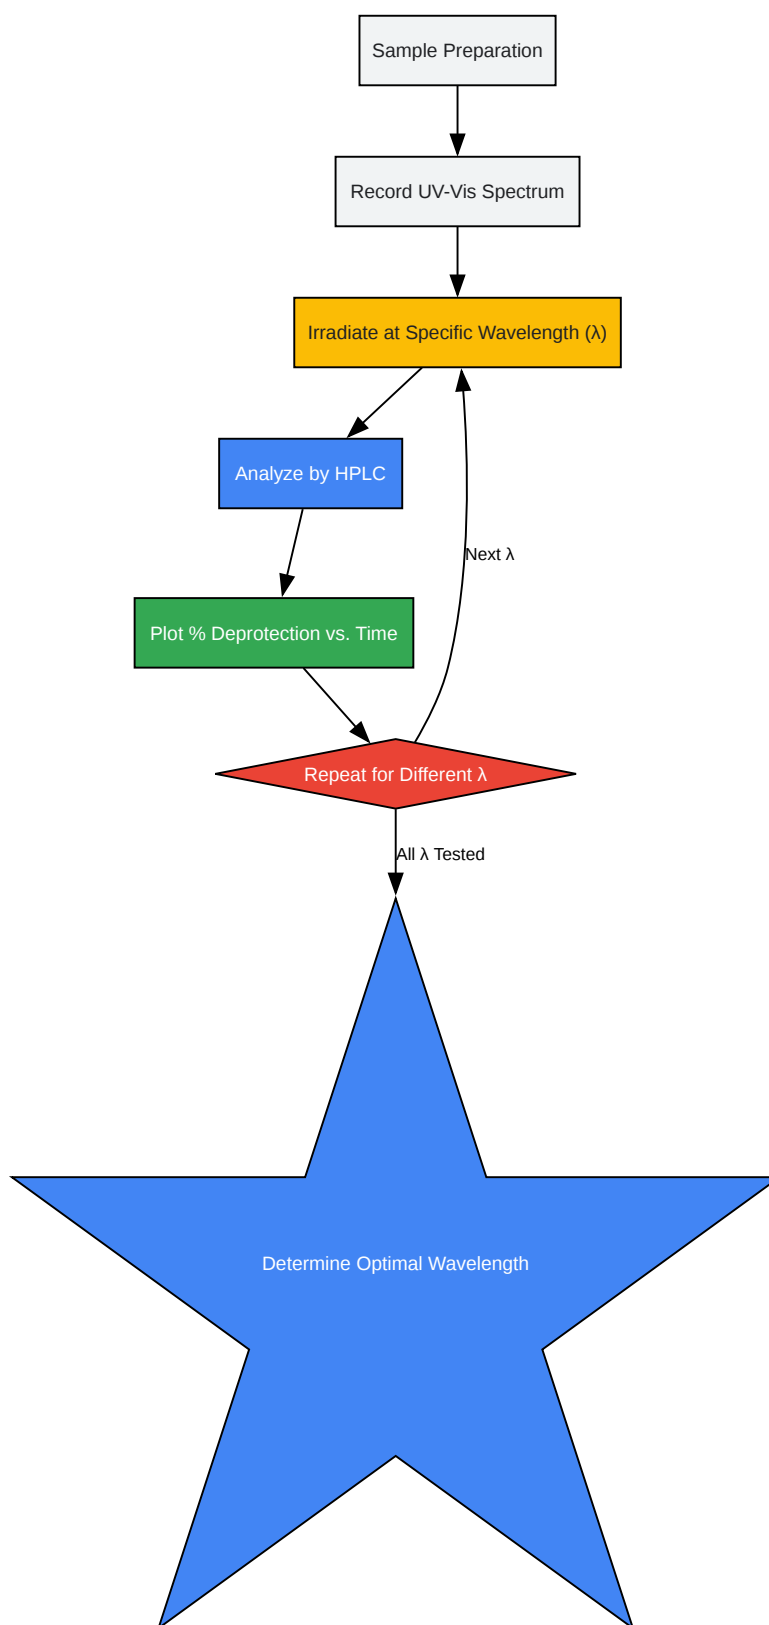 Sample Preparation
Record UV-Vis Spectrum
Irradiate at Specific Wavelength (λ)
Analyze by HPLC
Next λ
Plot % Deprotection vs. Time
Repeat for Different λ
All λ Tested
Determine Optimal Wavelength